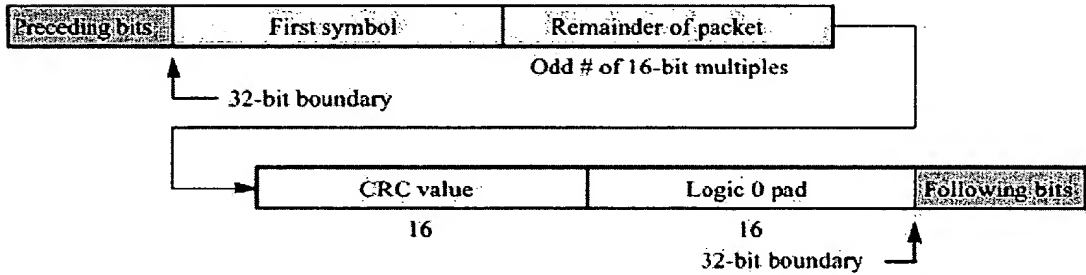 Preceding bits First symbol Remainder of packet
Odd # of 16-bit multiples
32-bit boundary
CRC value Logic 0 pad Following bits
16 16
32-bit boundary